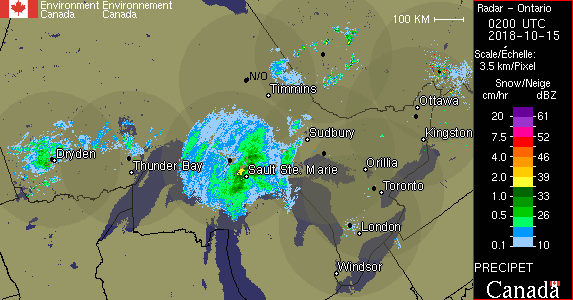 Environment Environnement
Canada Canada
100 KM
N/O
Timmins
Ottawa
Sudbury
Kingston
Dryden
Thunder Bay
Sault Ste. Marie
Orillia
Toronto
London
Windsor
Radar - Ontario
0200 UTC
2018-10-15
Scale/Échelle:
3.5 km/Pixel
Snow/Neige
cm/hr dBZ
20 61
7.5 52
4.0 46
2.0 39
1.0 33
0.5 26
0.1 10
PRECIPET
Canada